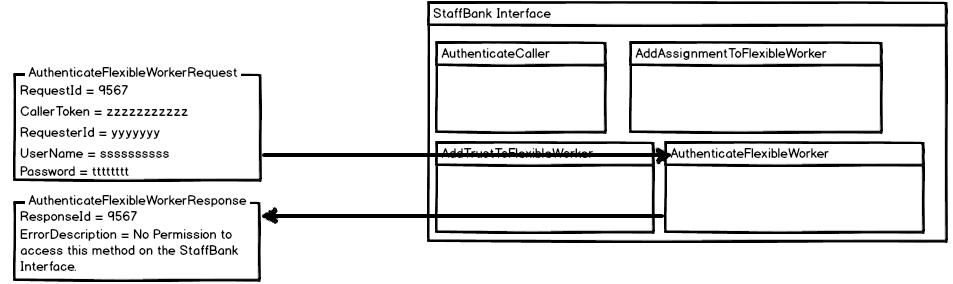 StaffBank Interface
AuthenticateCaller
AddAssignmentToFlexibleWorker
AuthenticateFlexibleWorkerRequest
RequestId = 9567
CallerToken = zzzzzzzzzzz
RequesterId = yyyyyyy
UserName = ssssssssss
Password = tttttttt
AddTrustToFlexibleWorker
AuthenticateFlexibleWorker
AuthenticateFlexibleWorkerResponse
ResponseId = 9567
ErrorDescription = No Permission to
access this method on the StaffBank
Interface.